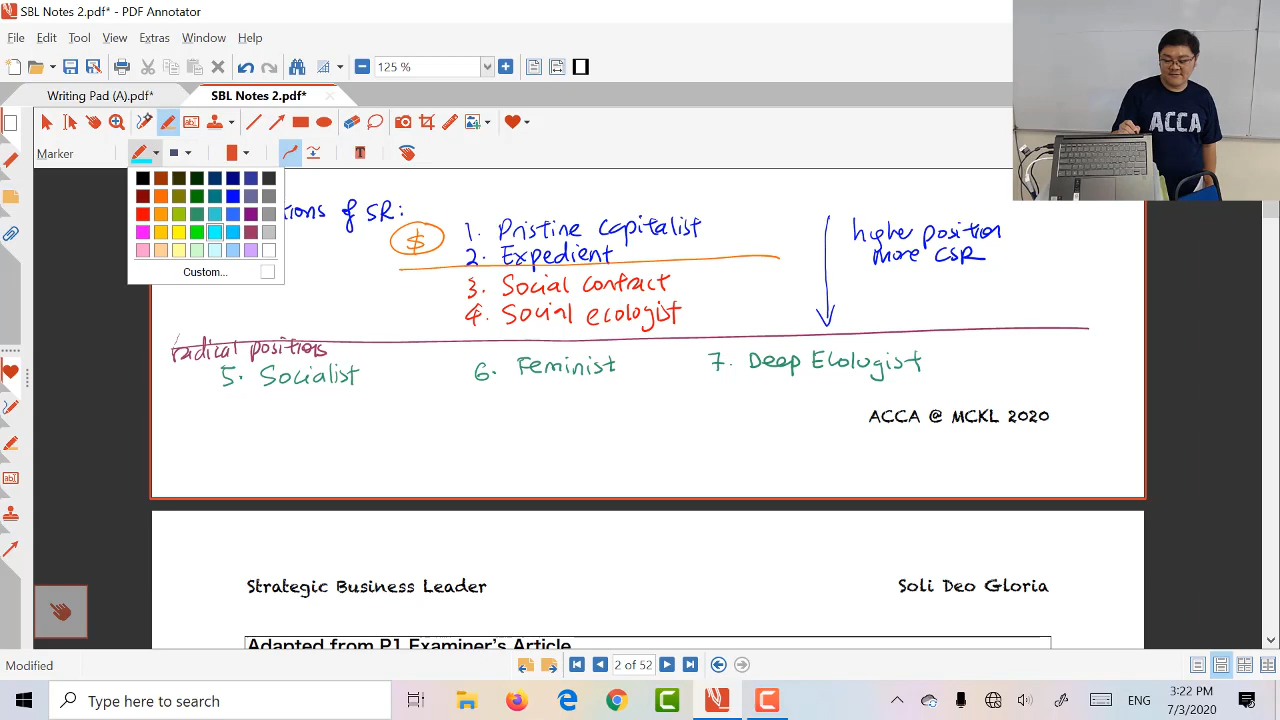 SBL Notes 2.pdf* - PDF Annotator
File Edit Tool View Extras Window Help
125 %
Writing Pad (A).pdf* SBL Notes 2.pdf*
Marker
Custom...
tions of SR:
$
1. Pristine Capitalist
2. Expedient
3. Social contract
4. Social ecologist
higher position
more CSR
radical positions
5. Socialist 6. Feminist 7. Deep Ecologist
ACCA @ MCKL 2020
Strategic Business Leader Soli Deo Gloria
Adapted from P1 Examiner's Article
ACCA
Modified 2 of 52
Type here to search
ENG
3:22 PM
7/3/2020